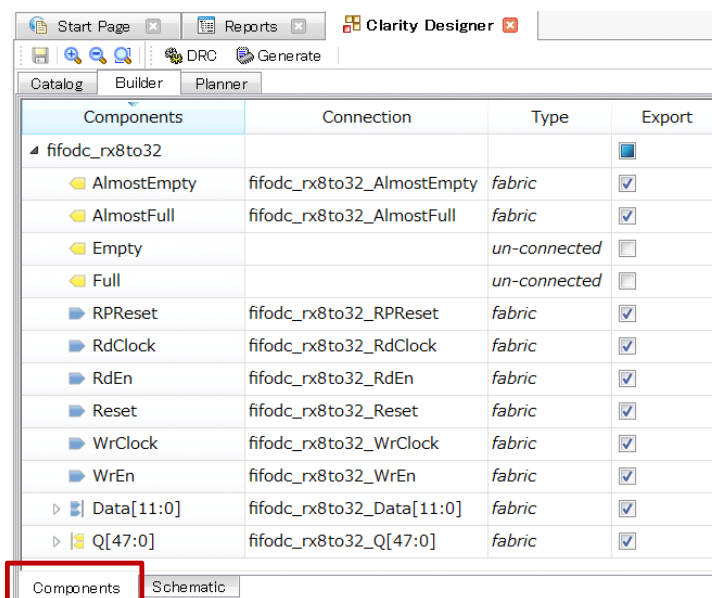 Start Page Reports Clarity Designer
DRC Generate
Catalog Builder Planner
Components Connection Type Export
fifodc_rx8to32
AlmostEmpty fifodc_rx8to32_AlmostEmpty fabric
AlmostFull fifodc_rx8to32_AlmostFull fabric
Empty un-connected
Full un-connected
RPReset fifodc_rx8to32_RPReset fabric
RdClock fifodc_rx8to32_RdClock fabric
RdEn fifodc_rx8to32_RdEn fabric
Reset fifodc_rx8to32_Reset fabric
WrClock fifodc_rx8to32_WrClock fabric
WrEn fifodc_rx8to32_WrEn fabric
Data[11:0] fifodc_rx8to32_Data[11:0] fabric
Q[47:0] fifodc_rx8to32_Q[47:0] fabric
Components Schematic